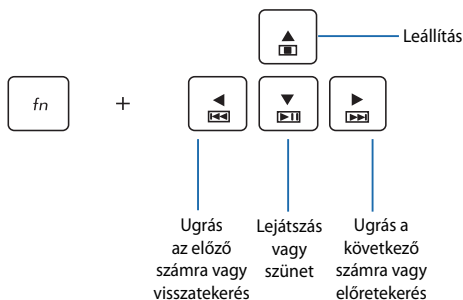 Leállítás
fn
+
Ugrás
az előző
számra vagy
visszatekerés
Lejátszás
vagy
szünet
Ugrás a
következő
számra vagy
előretekerés